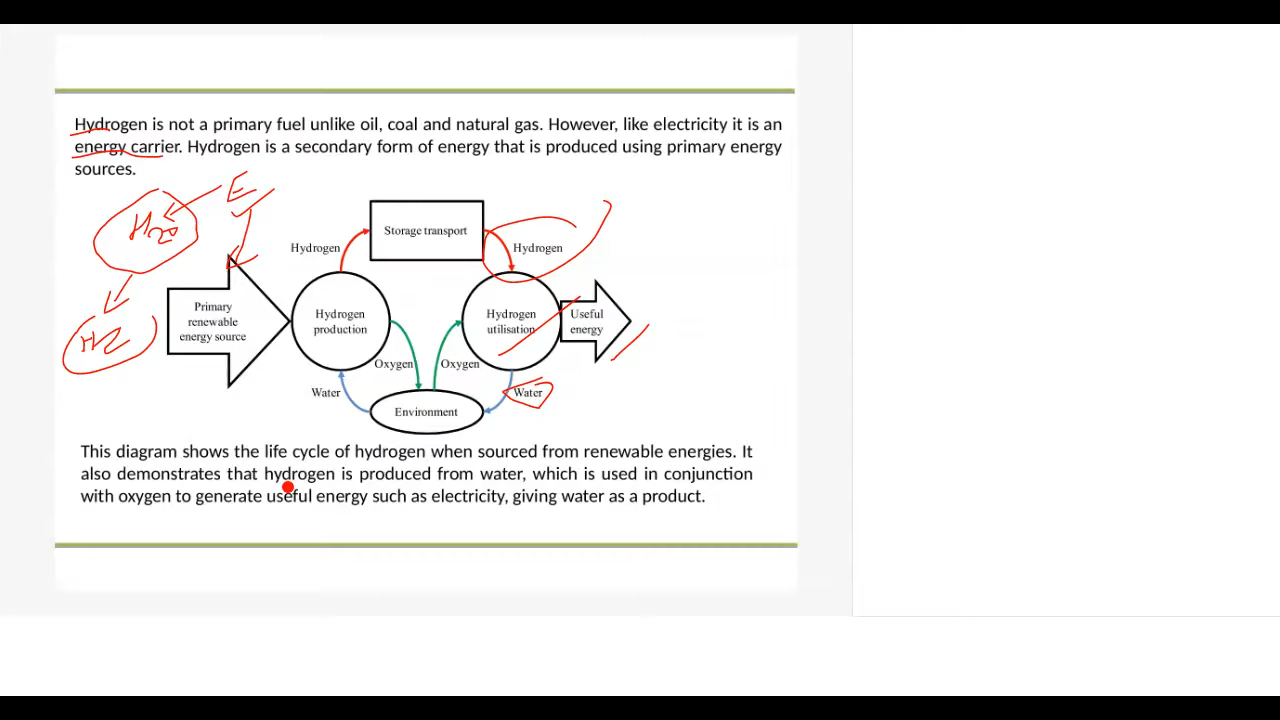 Hydrogen is not a primary fuel unlike oil, coal and natural gas. However, like electricity it is an
energy carrier. Hydrogen is a secondary form of energy that is produced using primary energy
sources.
E
H20
H2
Storage transport
Hydrogen
Hydrogen
Primary
renewable
energy source
Hydrogen
production
Hydrogen
utilisation
Useful
energy
Oxygen
Oxygen
Water
Water
Environment
This diagram shows the life cycle of hydrogen when sourced from renewable energies. It
also demonstrates that hydrogen is produced from water, which is used in conjunction
with oxygen to generate useful energy such as electricity, giving water as a product.